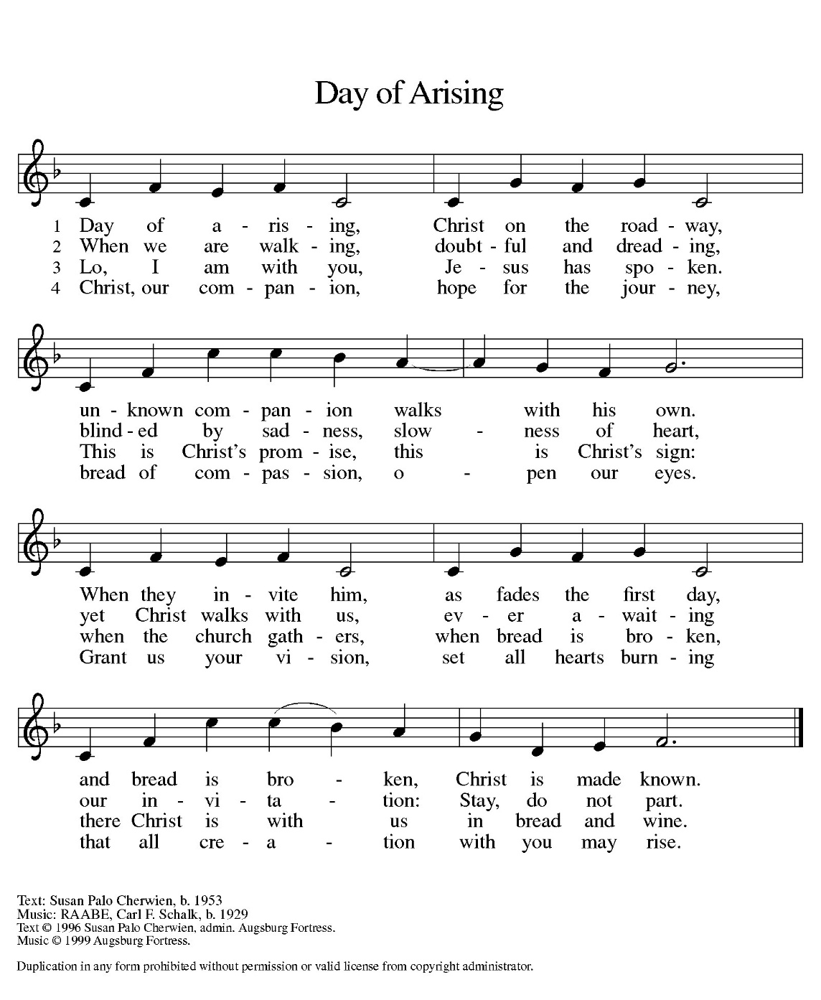 Day of Arising
1 Day of a - ris - ing, Christ on the road - way,
2 When we are walk - ing, doubt - ful and dread - ing,
3 Lo, I am with you, Je - sus has spo - ken.
4 Christ, our com - pan - ion, hope for the jour - ney,
un - known com - pan - ion walks with his own.
blind - ed by sad - ness, slow - ness of heart,
This is Christ's prom - ise, this is Christ's sign:
bread of com - pas - sion, o - pen our eyes.
When they in - vite him, as fades the first day,
yet Christ walks with us, ev - er a - wait - ing
when the church gath - ers, when bread is bro - ken,
Grant us your vi - sion, set all hearts burn - ing
and bread is bro - ken, Christ is made known.
our in - vi - ta - tion: Stay, do not part.
there Christ is with us in bread and wine.
that all cre - a - tion with you may rise.
Text: Susan Palo Cherwien, b. 1953
Music: RAABE, Carl F. Schalk, b. 1929
Text © 1996 Susan Palo Cherwien, admin. Augsburg Fortress.
Music © 1999 Augsburg Fortress.
Duplication in any form prohibited without permission or valid license from copyright administrator.